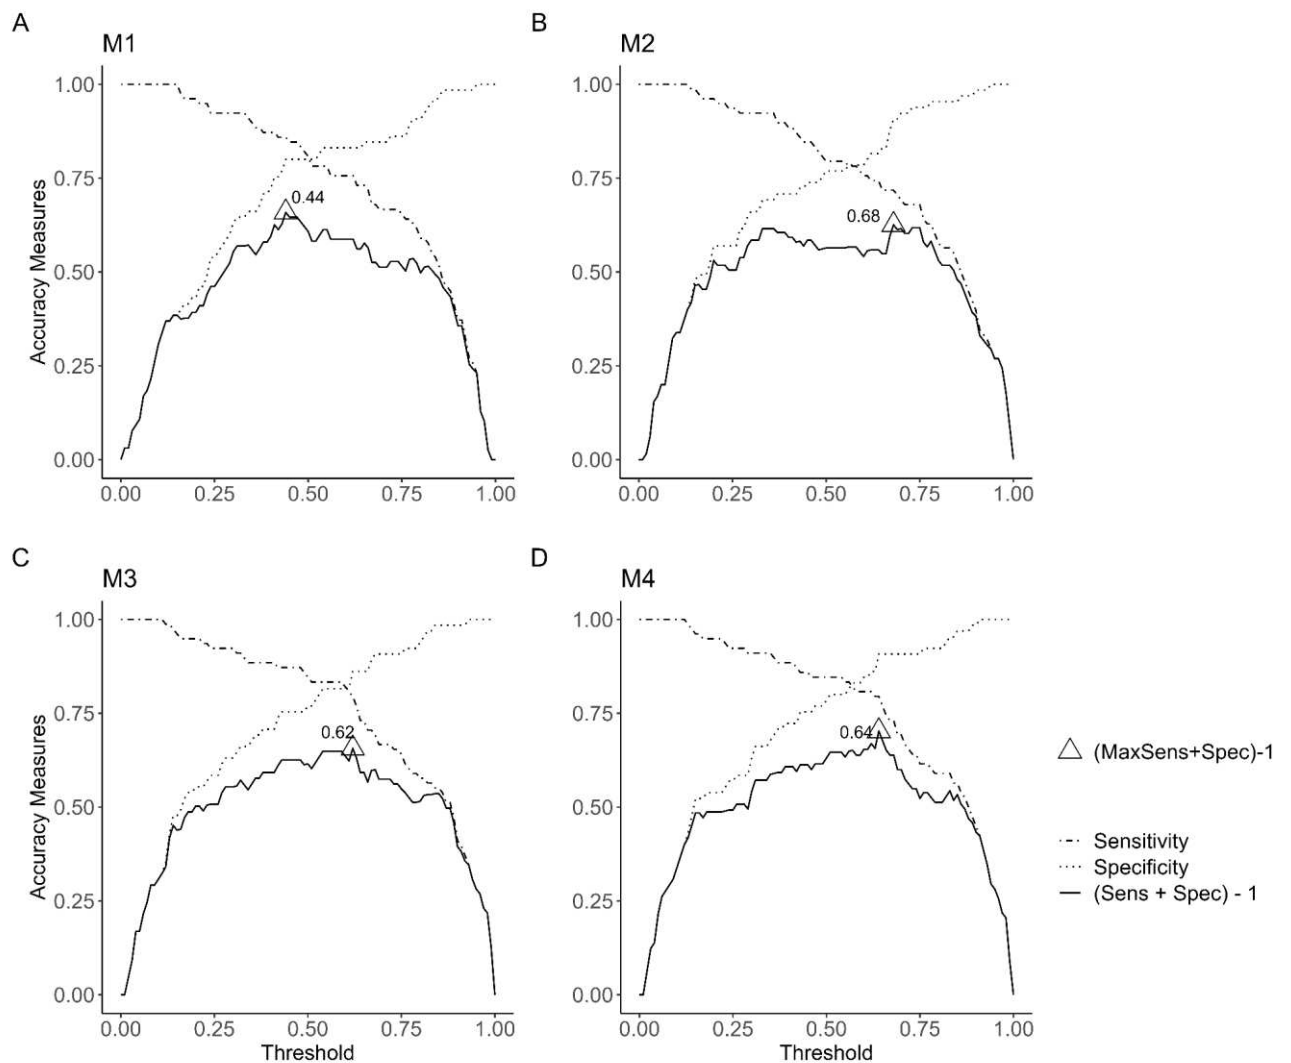 A
M1
1.00
0.75
0.50
0.25
0.00
Accuracy Measures
0.44
0.00 0.25 0.50 0.75 1.00
B
M2
1.00
0.75
0.50
0.25
0.00
0.68
0.00 0.25 0.50 0.75 1.00
C
M3
1.00
0.75
0.50
0.25
0.00
Accuracy Measures
0.62
0.00 0.25 0.50 0.75 1.00
Threshold
D
M4
1.00
0.75
0.50
0.25
0.00
0.64
0.00 0.25 0.50 0.75 1.00
Threshold
(MaxSens+Spec)-1
Sensitivity
Specificity
(Sens + Spec) - 1